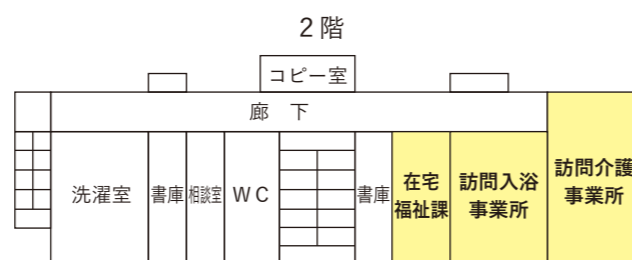 2階
コピー室
廊 下
洗濯室
書庫
相談室
WC
書庫
在宅
福祉課
訪問入浴
事業所
訪問介護
事業所